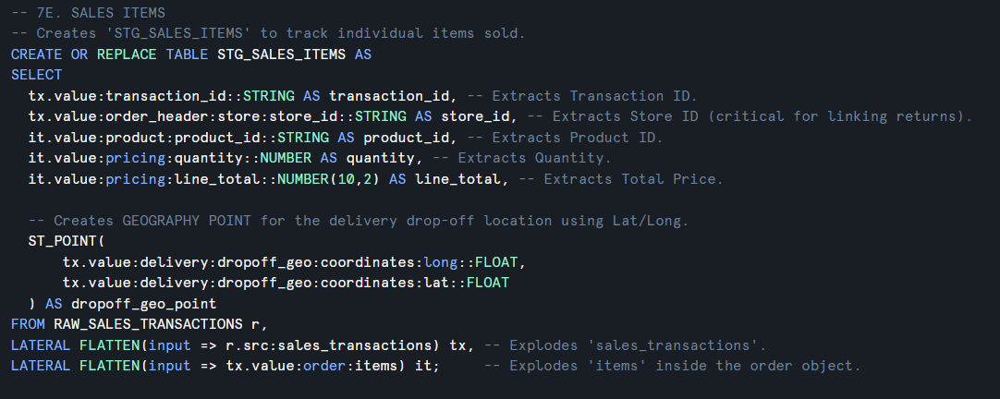 -- 7E. SALES ITEMS
-- Creates 'STG_SALES_ITEMS' to track individual items sold.
CREATE OR REPLACE TABLE STG_SALES_ITEMS AS
SELECT
  tx.value:transaction_id::STRING AS transaction_id, -- Extracts Transaction ID.
  tx.value:order_header:store:store_id::STRING AS store_id, -- Extracts Store ID (critical for linking returns).
  it.value:product:product_id::STRING AS product_id, -- Extracts Product ID.
  it.value:pricing:quantity::NUMBER AS quantity, -- Extracts Quantity.
  it.value:pricing:line_total::NUMBER(10,2) AS line_total, -- Extracts Total Price.

  -- Creates GEOGRAPHY POINT for the delivery drop-off location using Lat/Long.
  ST_POINT(
      tx.value:delivery:dropoff_geo:coordinates:long::FLOAT,
      tx.value:delivery:dropoff_geo:coordinates:lat::FLOAT
  ) AS dropoff_geo_point
FROM RAW_SALES_TRANSACTIONS r,
LATERAL FLATTEN(input => r.src:sales_transactions) tx, -- Explodes 'sales_transactions'.
LATERAL FLATTEN(input => tx.value:order:items) it;     -- Explodes 'items' inside the order object.